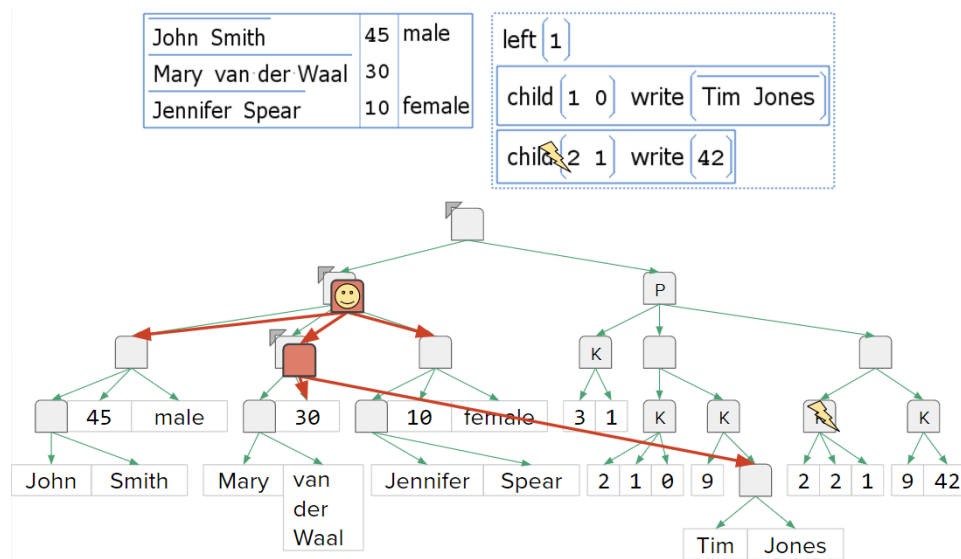 John Smith 45 male
Mary van der Waal 30
Jennifer Spear 10 female
left (1)
child (1 0) write (Tim Jones)
child (2 1) write (42)
P
K
45 male 30 10 female 3 1 K K K
John Smith Mary van Jennifer Spear 2 1 0 9 2 2 1 9 42
der
Waal
Tim Jones